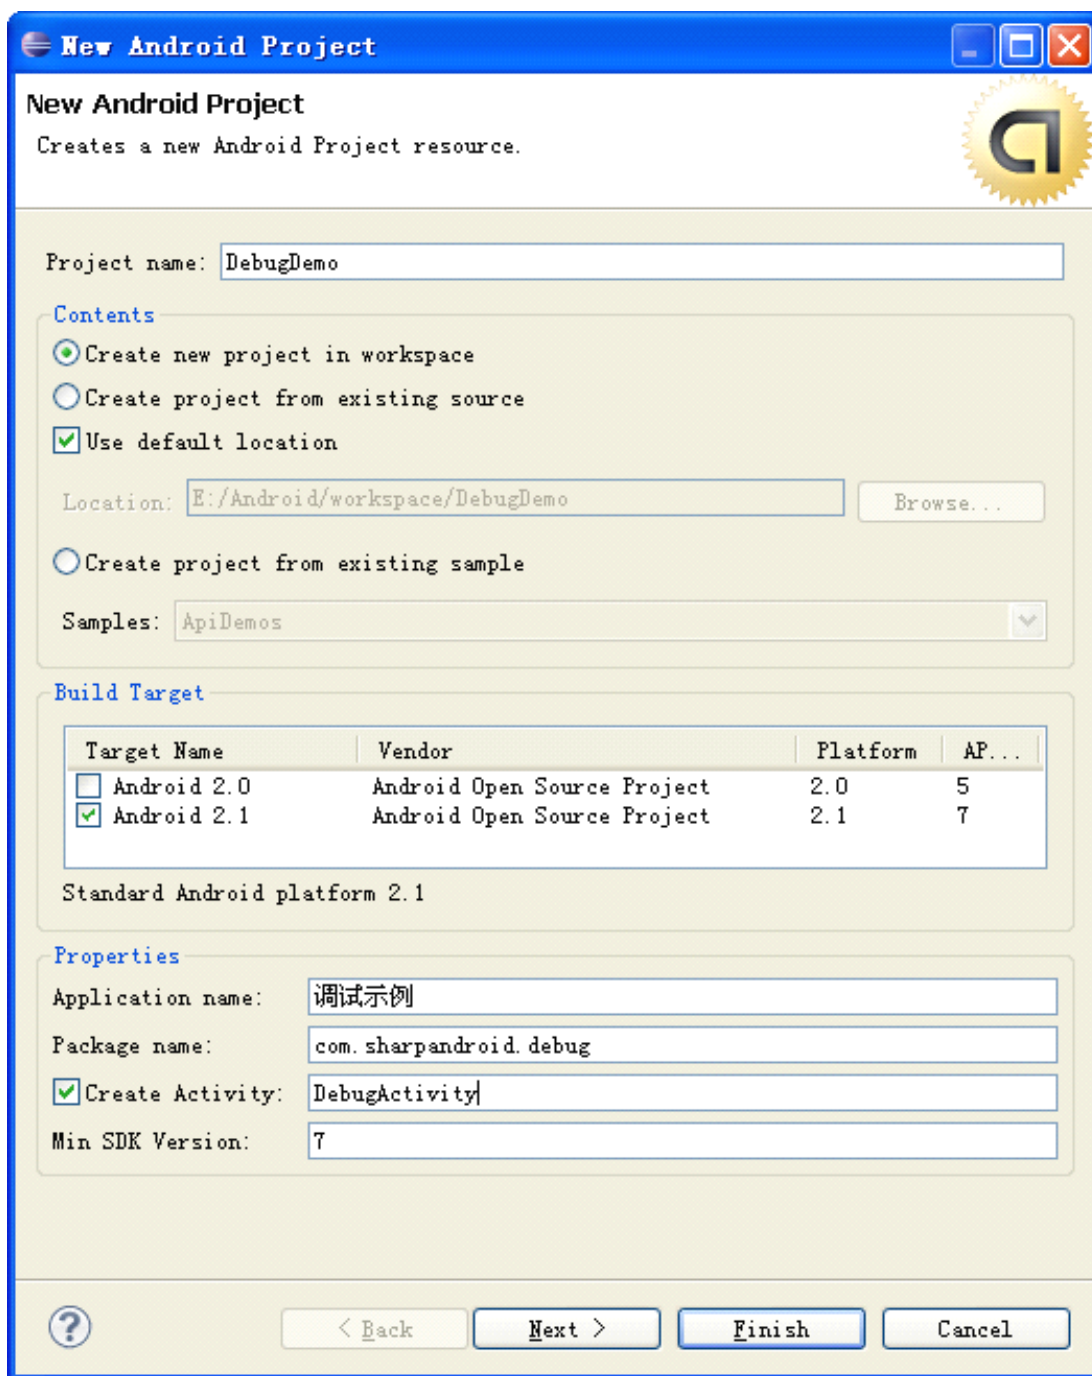 New Android Project
New Android Project
Creates a new Android Project resource.
Project name: DebugDemo
Contents
Create new project in workspace
Create project from existing source
Use default location
Location: E:/Android/workspace/DebugDemo Browse...
Create project from existing sample
Samples: ApiDemos
Build Target
Target Name Vendor Platform AP...
Android 2.0 Android Open Source Project 2.0 5
Android 2.1 Android Open Source Project 2.1 7
Standard Android platform 2.1
Properties
Application name: 调试示例
Package name: com.sharpandroid.debug
Create Activity: DebugActivity
Min SDK Version: 7
? < Back Next > Finish Cancel